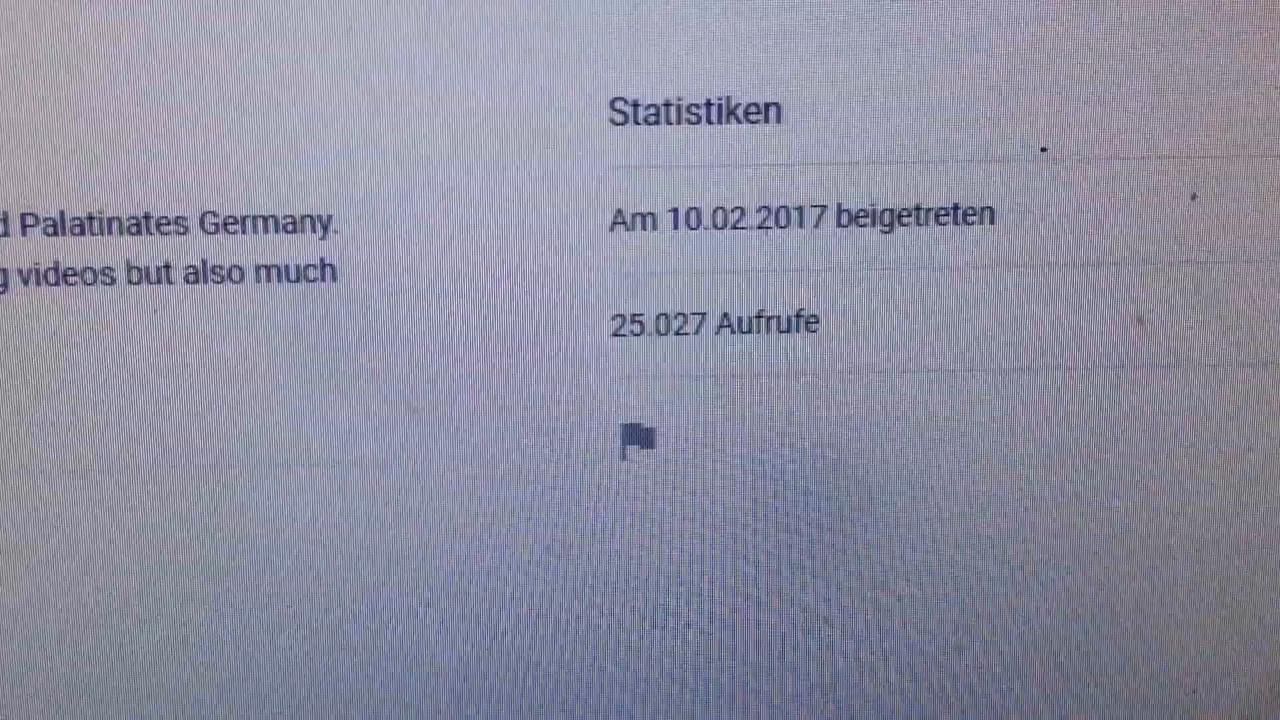 d Palatinates Germany.
g videos but also much
Statistiken
Am 10.02.2017 beigetreten
25.027 Aufrufe